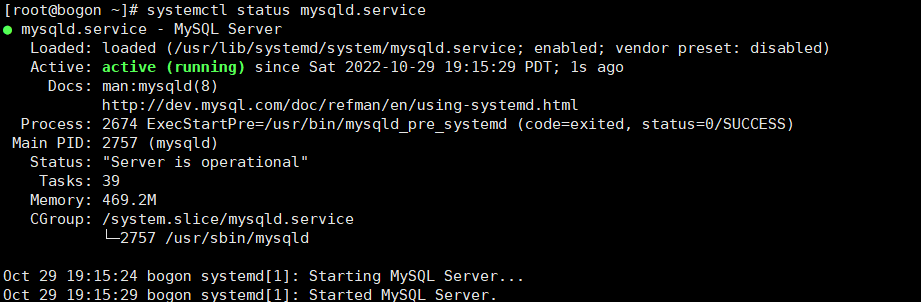 [root@bogon ~]# systemctl status mysqld.service
● mysqld.service - MySQL Server
Loaded: loaded (/usr/lib/systemd/system/mysqld.service; enabled; vendor preset: disabled)
Active: active (running) since Sat 2022-10-29 19:15:29 PDT; 1s ago
Docs: man:mysqld(8)
http://dev.mysql.com/doc/refman/en/using-systemd.html
Process: 2674 ExecStartPre=/usr/bin/mysqld_pre_systemd (code=exited, status=0/SUCCESS)
Main PID: 2757 (mysqld)
Status: "Server is operational"
Tasks: 39
Memory: 469.2M
CGroup: /system.slice/mysqld.service
└─2757 /usr/sbin/mysqld
Oct 29 19:15:24 bogon systemd[1]: Starting MySQL Server...
Oct 29 19:15:29 bogon systemd[1]: Started MySQL Server.